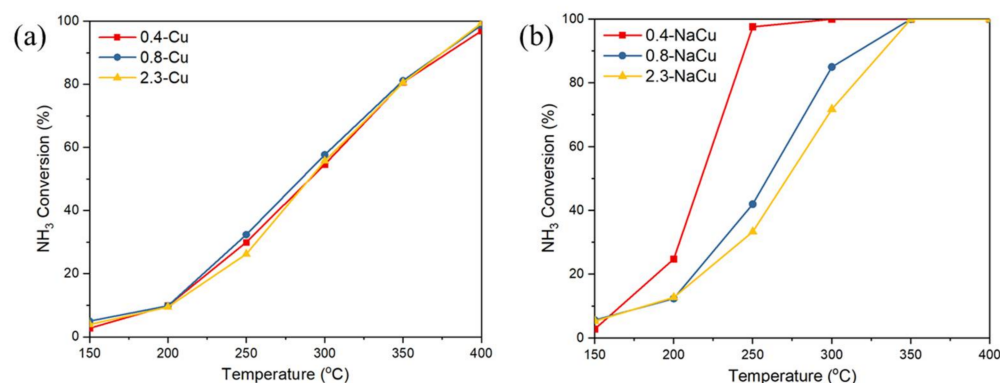 (a)
0.4-Cu
0.8-Cu
2.3-Cu
NH3 Conversion (%)
100
80
60
40
20
0
150 200 250 300 350 400
Temperature (°C)
(b)
0.4-NaCu
0.8-NaCu
2.3-NaCu
NH3 Conversion (%)
100
80
60
40
20
0
150 200 250 300 350 400
Temperature (°C)